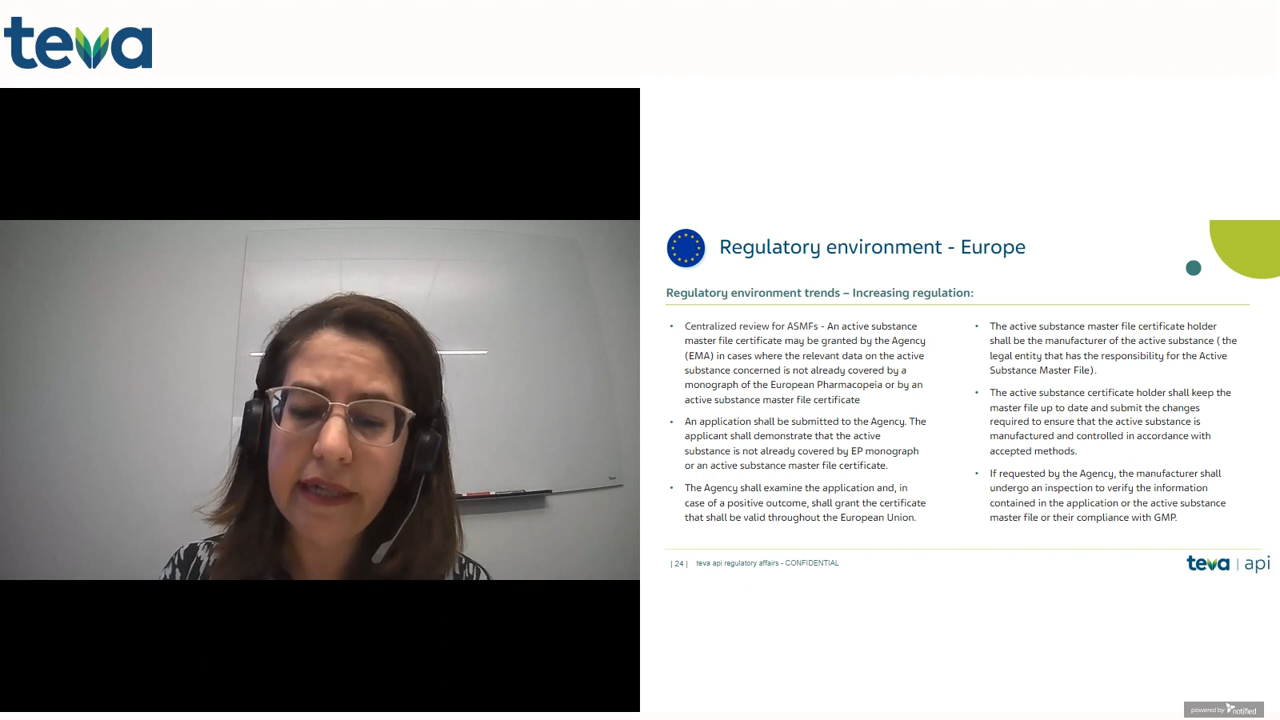 teva
Regulatory environment - Europe
Regulatory environment trends – Increasing regulation:
• Centralized review for ASMFs - An active substance
master file certificate may be granted by the Agency
(EMA) in cases where the relevant data on the active
substance concerned is not already covered by a
monograph of the European Pharmacopeia or by an
active substance master file certificate
• An application shall be submitted to the Agency. The
applicant shall demonstrate that the active
substance is not already covered by EP monograph
or an active substance master file certificate.
• The Agency shall examine the application and, in
case of a positive outcome, shall grant the certificate
that shall be valid throughout the European Union.
• The active substance master file certificate holder
shall be the manufacturer of the active substance ( the
legal entity that has the responsibility for the Active
Substance Master File).
• The active substance certificate holder shall keep the
master file up to date and submit the changes
required to ensure that the active substance is
manufactured and controlled in accordance with
accepted methods.
• If requested by the Agency, the manufacturer shall
undergo an inspection to verify the information
contained in the application or the active substance
master file or their compliance with GMP.
| 24 | teva api regulatory affairs - CONFIDENTIAL
teva | api
powered by notified